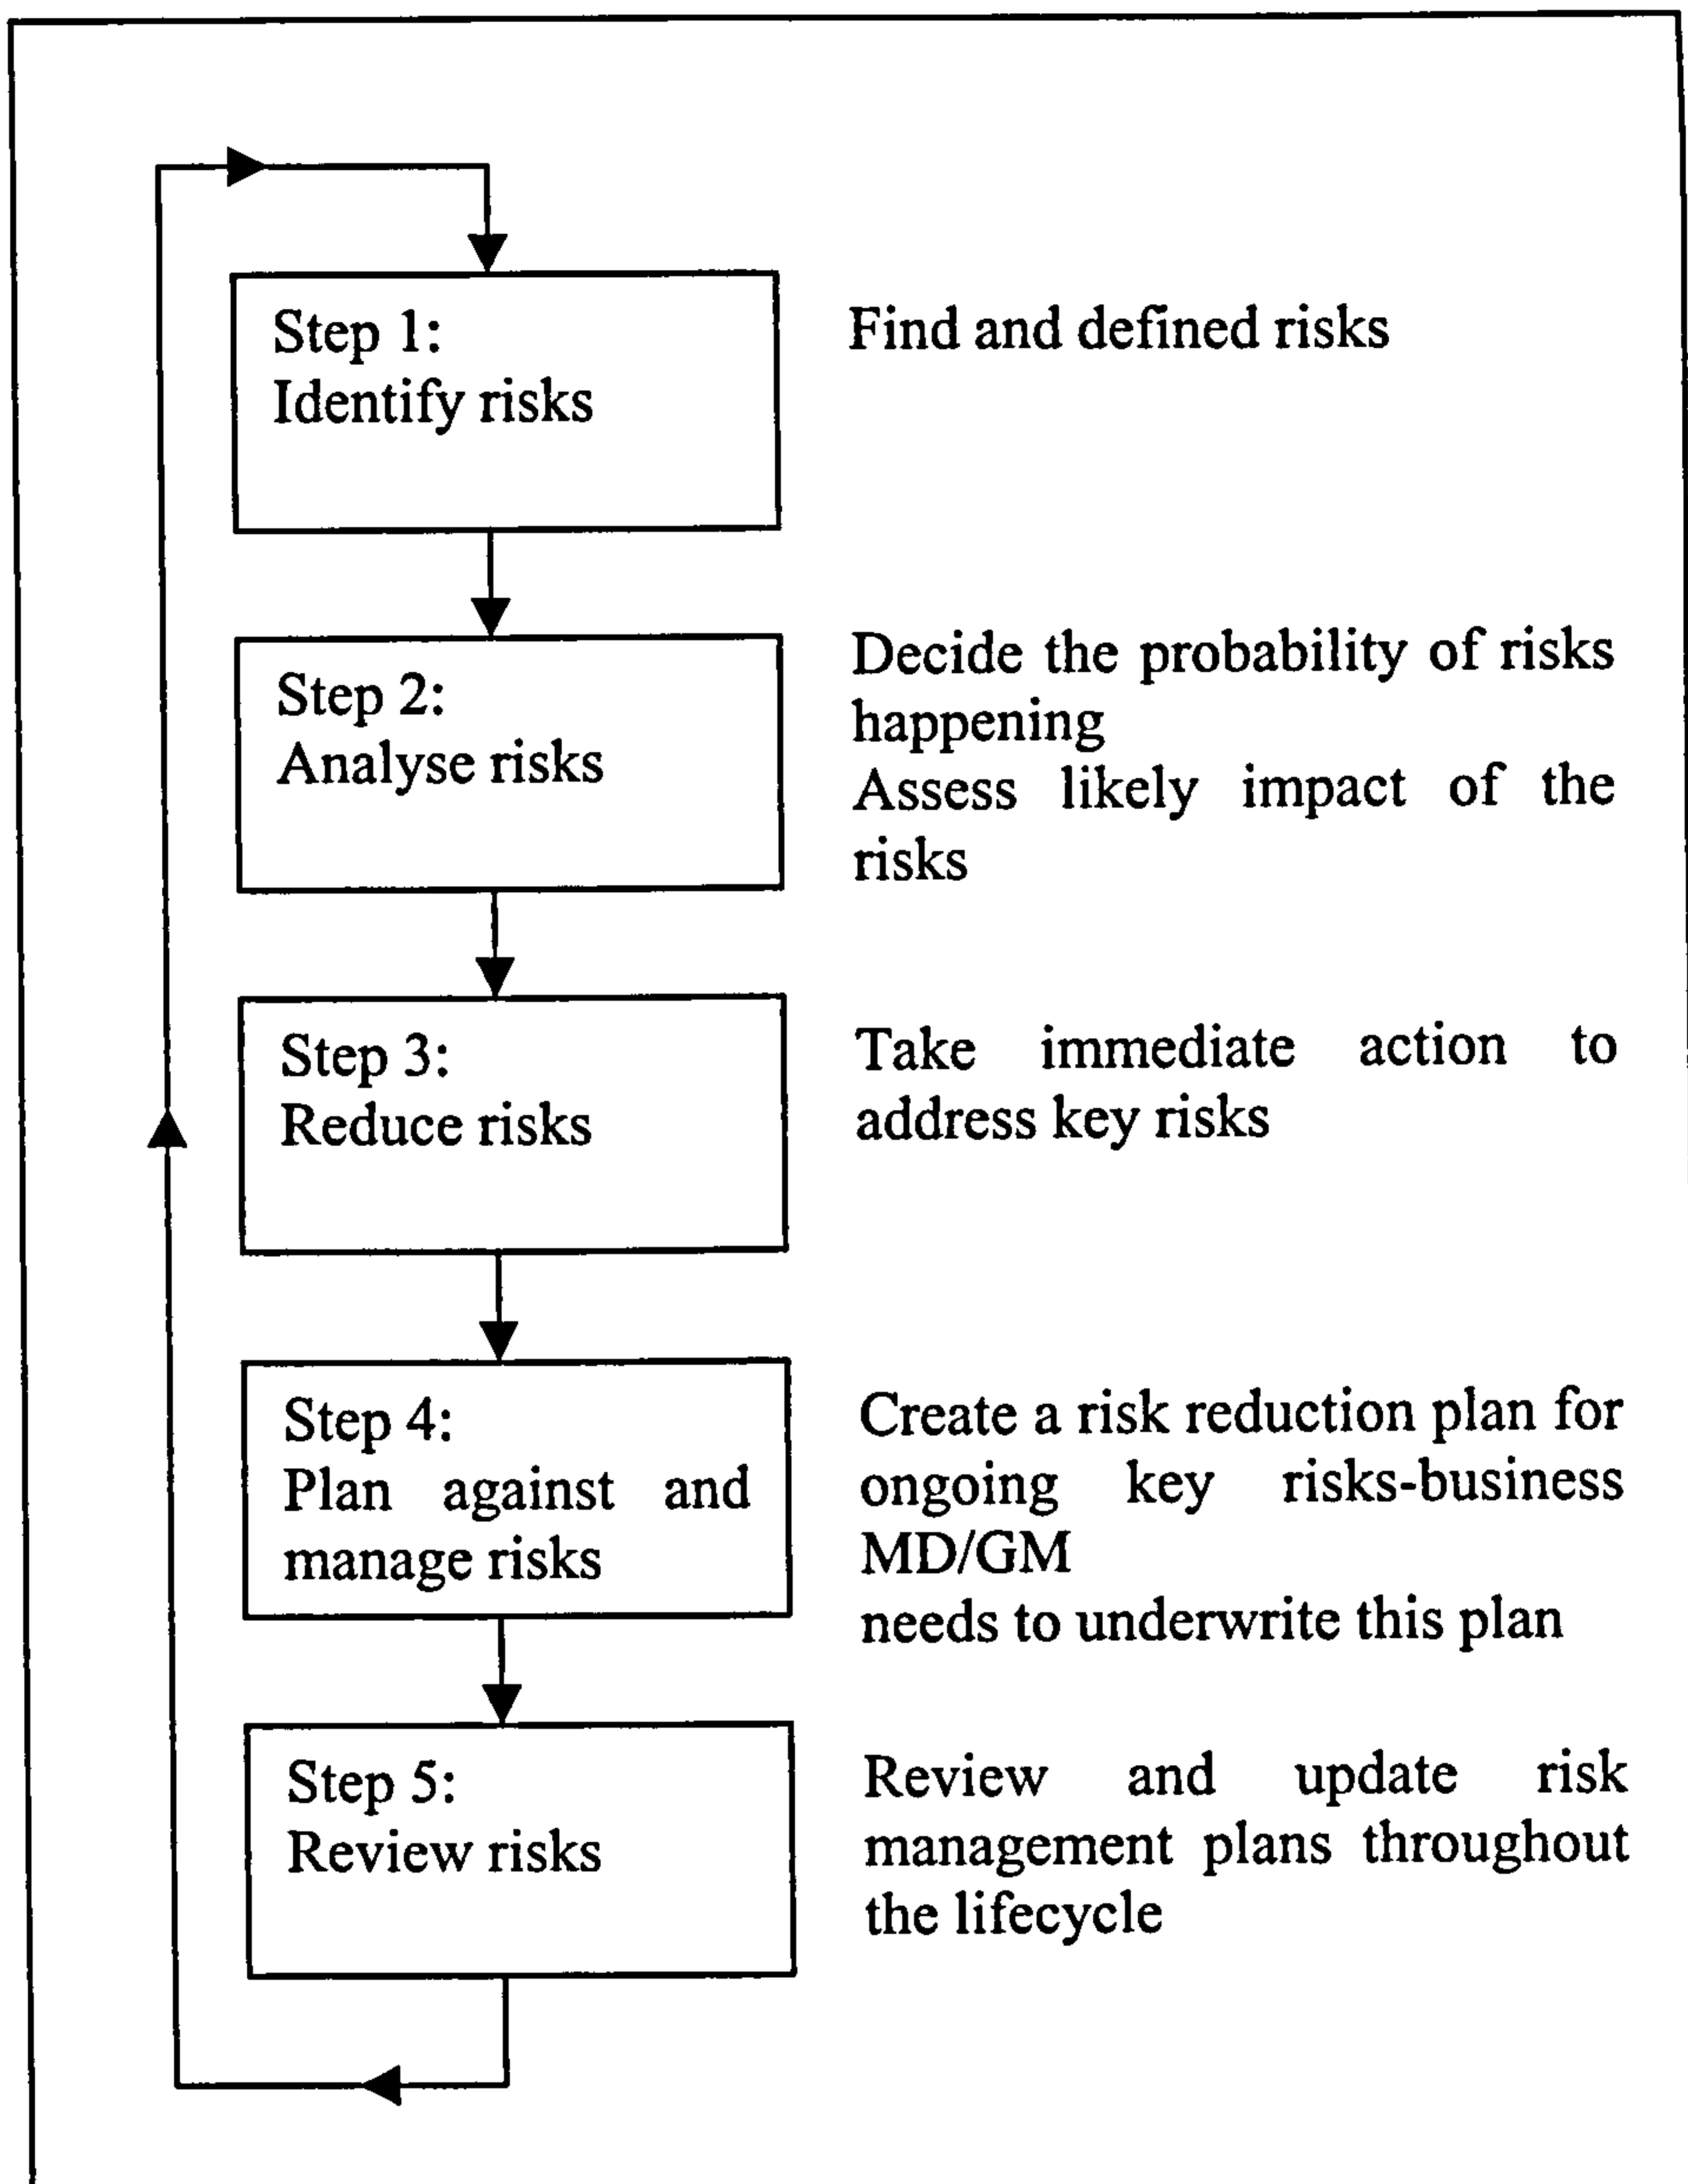 Step 1:
Identify risks
Find and defined risks
Step 2:
Analyse risks
Decide the probability of risks
happening
Assess likely impact of the
risks
Step 3:
Reduce risks
Take immediate action to
address key risks
Step 4:
Plan against and
manage risks
Create a risk reduction plan for
ongoing key risks-business
MD/GM
needs to underwrite this plan
Step 5:
Review risks
Review and update risk
management plans throughout
the lifecycle